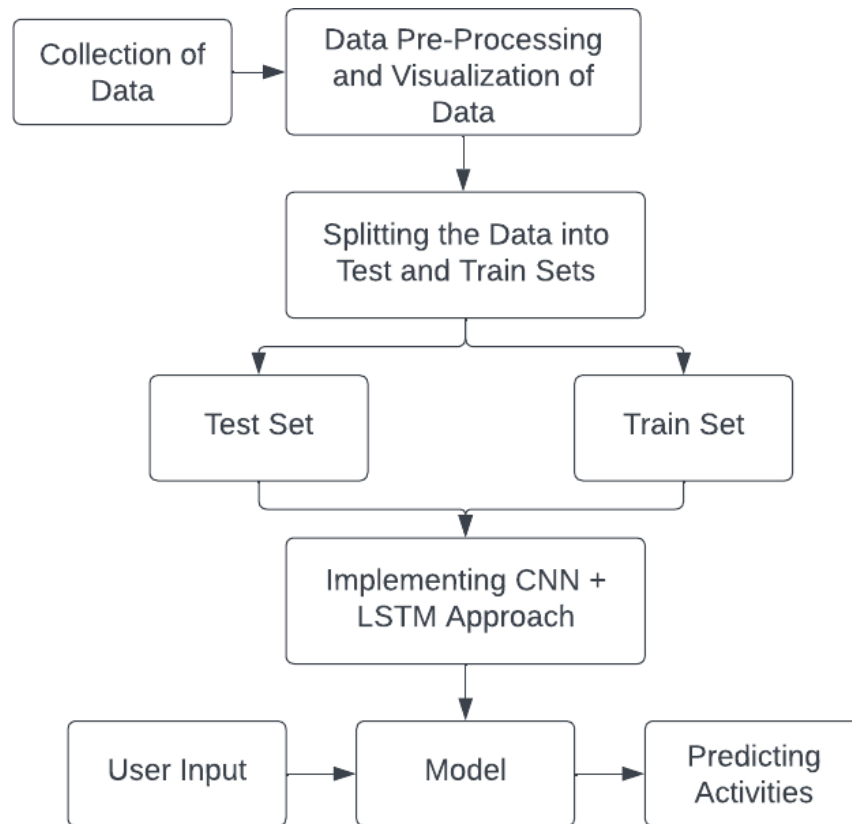 Collection of
Data
Data Pre-Processing
and Visualization of
Data
Splitting the Data into
Test and Train Sets
Test Set
Train Set
Implementing CNN +
LSTM Approach
User Input
Model
Predicting
Activities